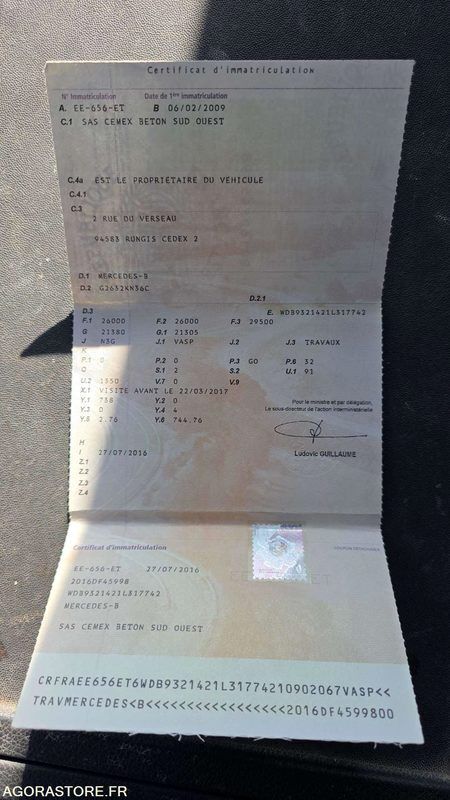 Certificat d'immatriculation
N° Immatriculation Date de 1ère immatriculation
A. EE-656-ET B 06/02/2009
C.1 SAS CEMEX BETON SUD OUEST
C.4a EST LE PROPRIETAIRE DU VEHICULE
C.4.1
C.3
2 RUE DU VERSEAU
94583 RUNGIS CEDEX 2
D.1 MERCEDES-B
D.2 G2632KN36C D.2.1
D.3 E. WDB9321421L317742
F.1 26000 F.2 26000 F.3 29500
G 21380 G.1 21305
J N3G J.1 VASP J.2 J.3 TRAVAUX
K
P.1 0 P.2 0 P.3 GO P.6 32
Q S.1 2 S.2 U.1 91
U.2 1350 V.7 0 V.9
X.1 VISITE AVANT LE 22/03/2017
Y.1 738 Y.2 0
Y.3 0 Y.4 4
Y.5 2.76 Y.6 744.76
Pour le ministre et par délégation,
Le sous-directeur de l'action interministérielle
H
I 27/07/2016 Ludovic GUILLAUME
Z.1
Z.2
Z.3
Z.4
Certificat d'immatriculation COUPON DETACHABLE
EE-656-ET 27/07/2016
2016DF45998
WDB9321421L317742
MERCEDES-B
SAS CEMEX BETON SUD OUEST
CRFRAEE656ET6WDB9321421L31774210902067VASP<<
TRAVMERCEDES<B<<<<<<<<<<<<<<<<<2016DF4599800
AGORASTORE.FR